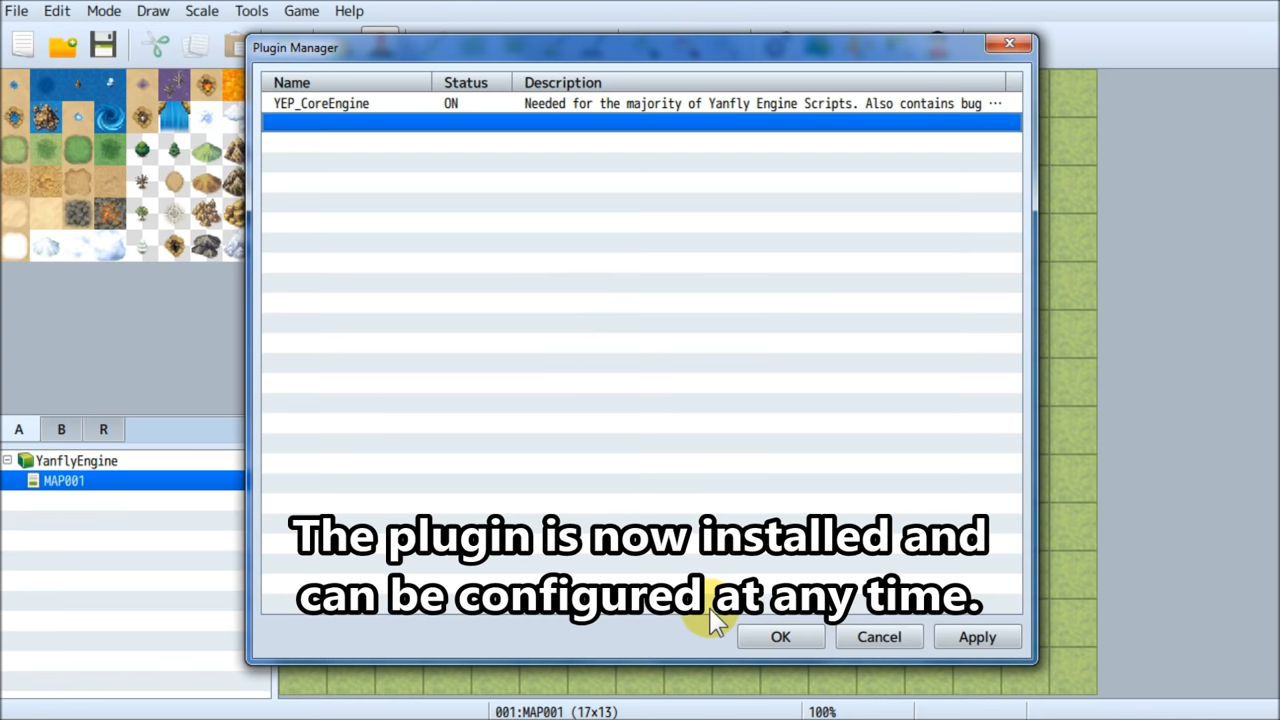 File Edit Mode Draw Scale Tools Game Help
Plugin Manager
Name Status Description
YEP_CoreEngine ON Needed for the majority of Yanfly Engine Scripts. Also contains bug ···
A B R
YanflyEngine
MAP001
The plugin is now installed and
can be configured at any time.
OK Cancel Apply
001:MAP001 (17x13) 100%